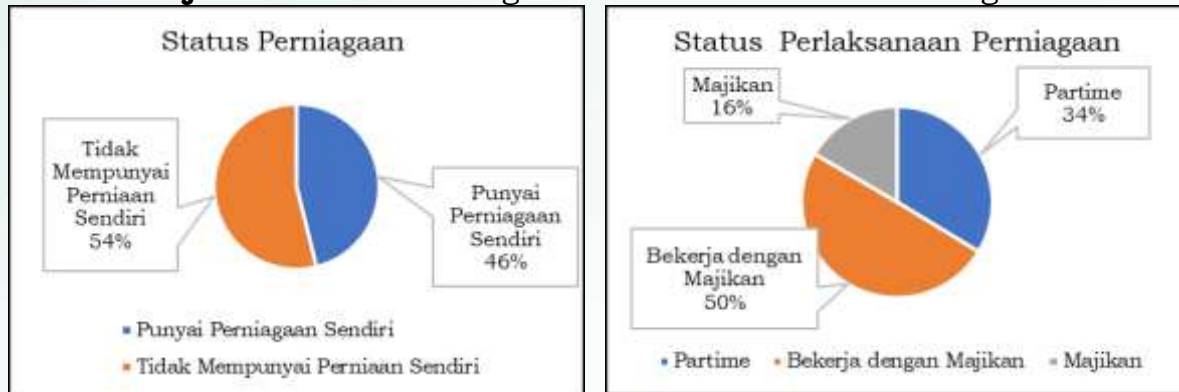 Status Perniagaan
Tidak
Mempunyai
Perniaan
Sendiri
54%
Punyai
Perniagaan
Sendiri
46%
Punyai Perniagaan Sendiri
Tidak Mempunyai Perniaan Sendiri
Status Perlaksanaan Perniagaan
Majikan
16%
Partime
34%
Bekerja dengan
Majikan
50%
Partime Bekerja dengan Majikan Majikan